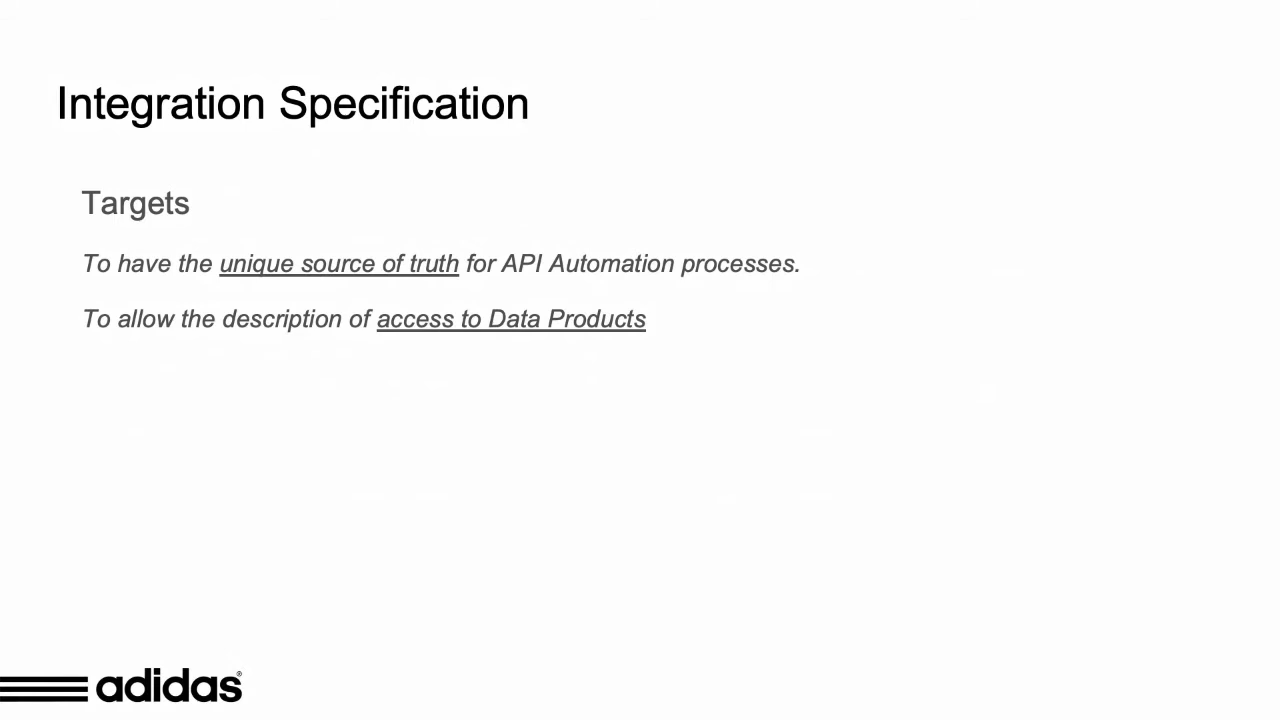 Integration Specification
Targets
To have the unique source of truth for API Automation processes.
To allow the description of access to Data Products
adidas®